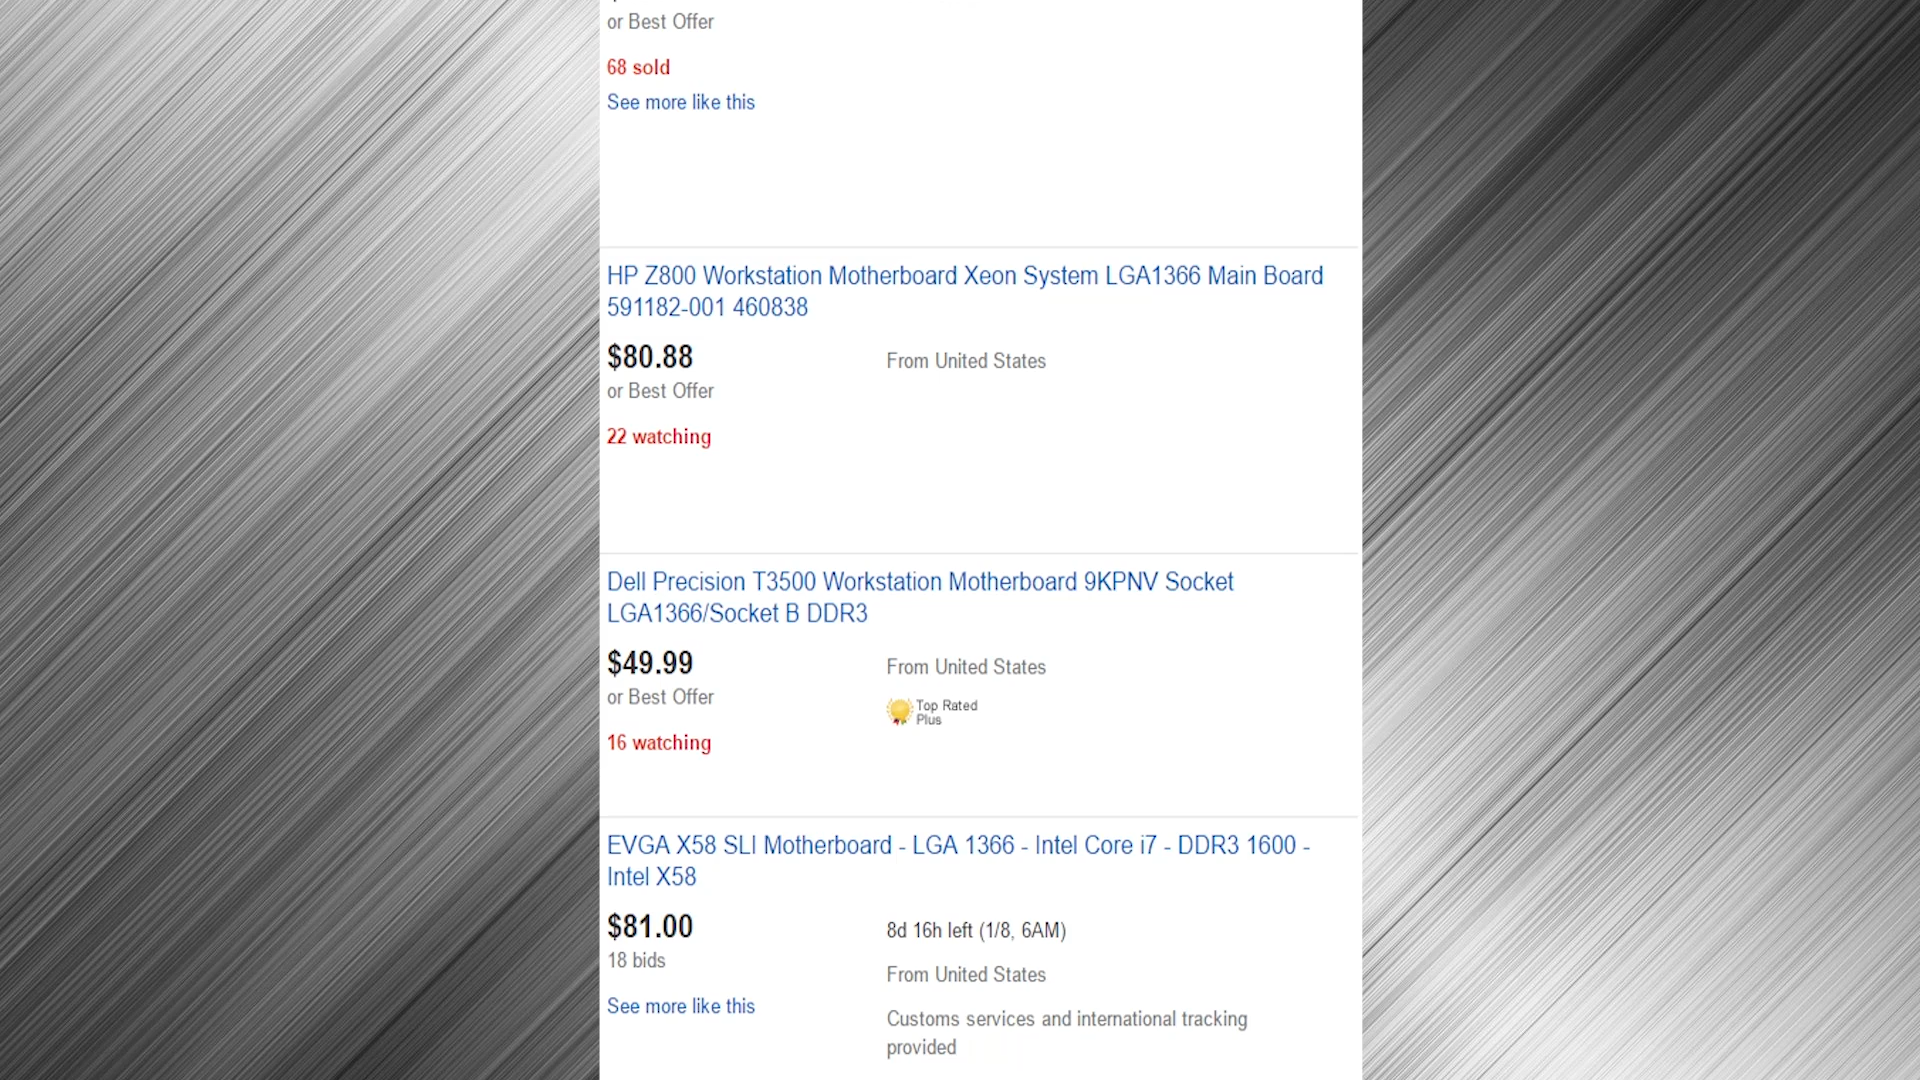 or Best Offer
68 sold
See more like this
HP Z800 Workstation Motherboard Xeon System LGA1366 Main Board
591182-001 460838
$80.88
From United States
or Best Offer
22 watching
Dell Precision T3500 Workstation Motherboard 9KPNV Socket
LGA1366/Socket B DDR3
$49.99
From United States
or Best Offer
Top Rated
Plus
16 watching
EVGA X58 SLI Motherboard - LGA 1366 - Intel Core i7 - DDR3 1600 -
Intel X58
$81.00
8d 16h left (1/8, 6AM)
18 bids
From United States
See more like this
Customs services and international tracking
provided